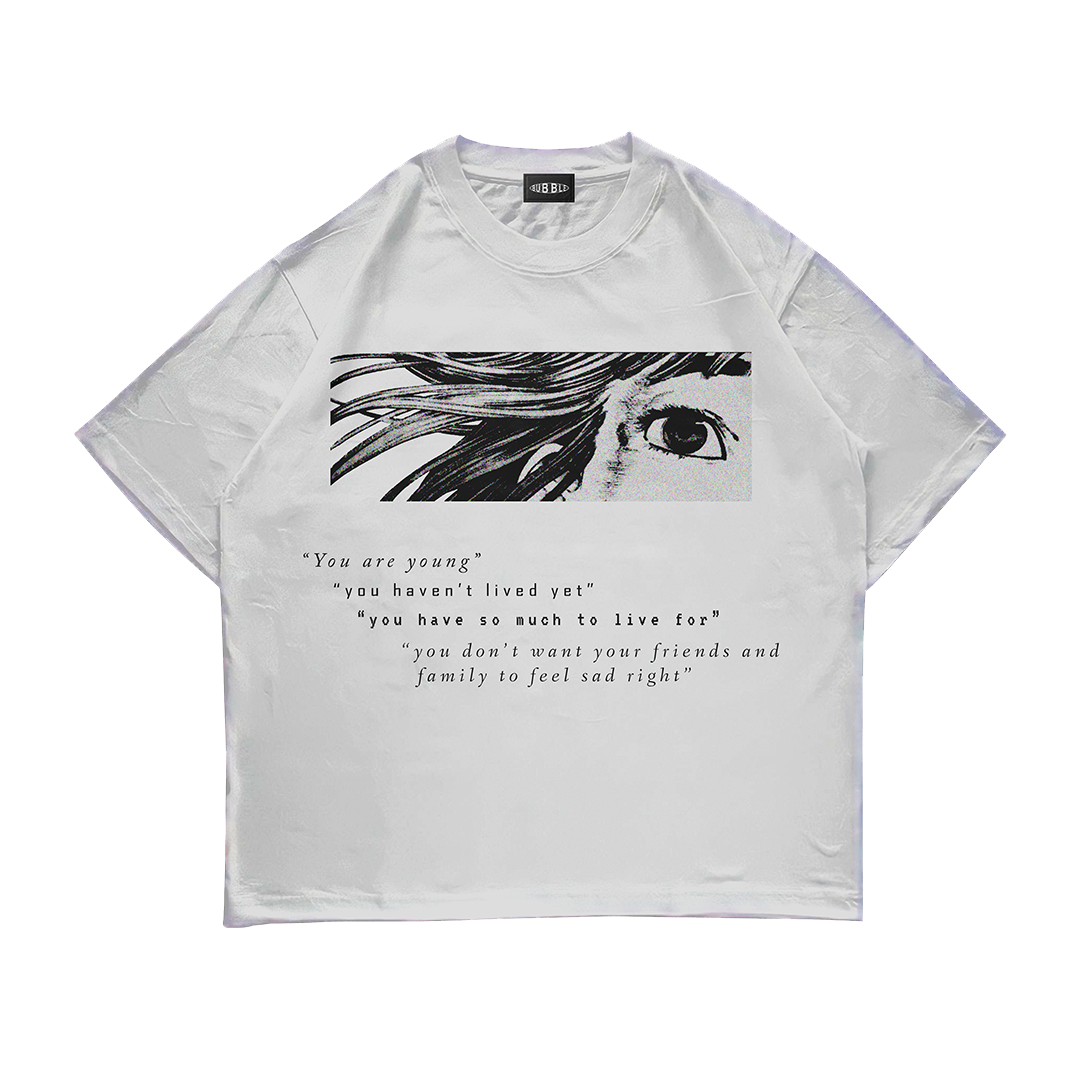 BUBBLE
“You are young”
“you haven’t lived yet”
“you have so much to live for”
“you don’t want your friends and
family to feel sad right”